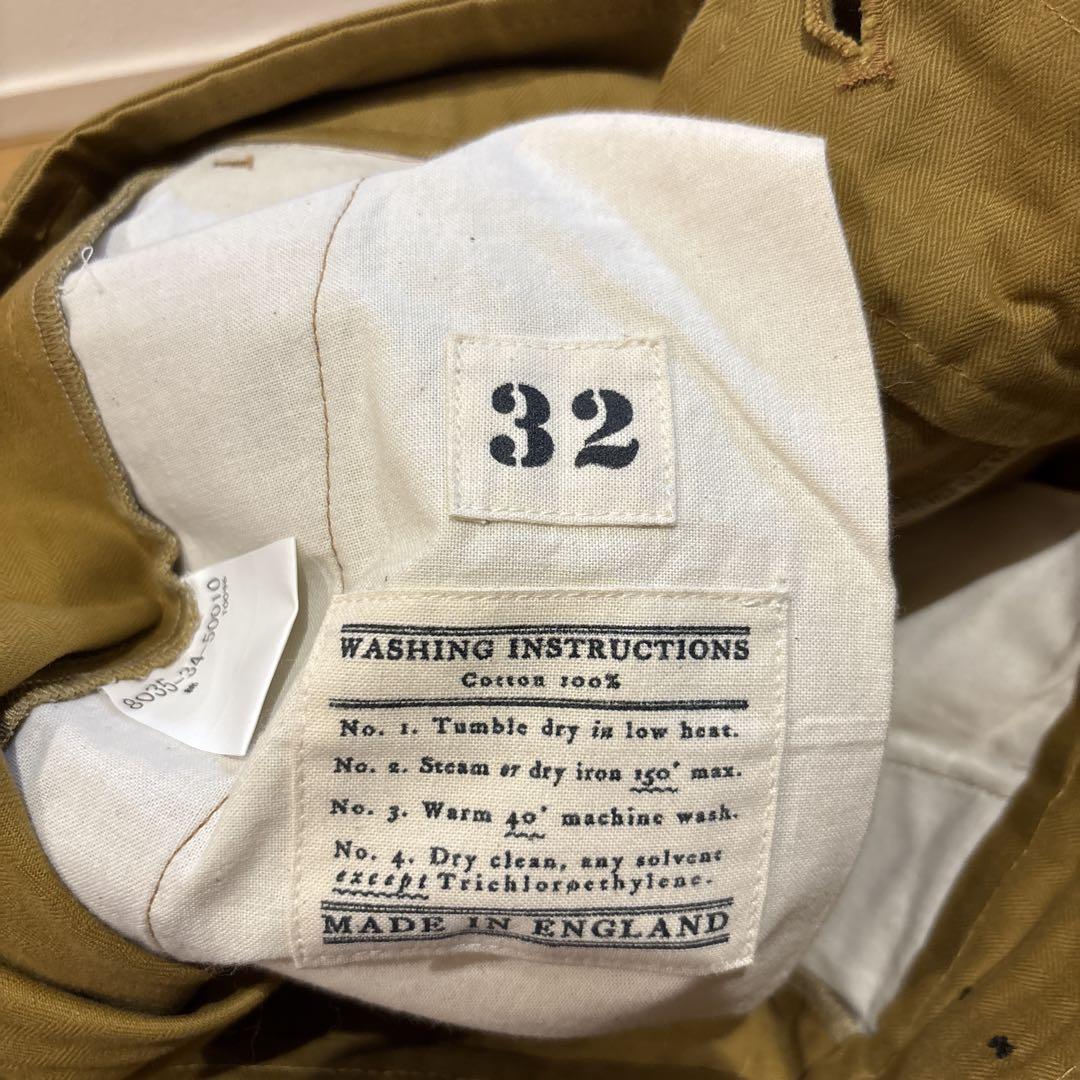 32
8035-34-50010
100%
WASHING INSTRUCTIONS
Cotton 100%
No. 1. Tumble dry in low heat.
No. 2. Steam or dry iron 150° max.
No. 3. Warm 40° machine wash.
No. 4. Dry clean, any solvent
except Trichloroethylene.
MADE IN ENGLAND